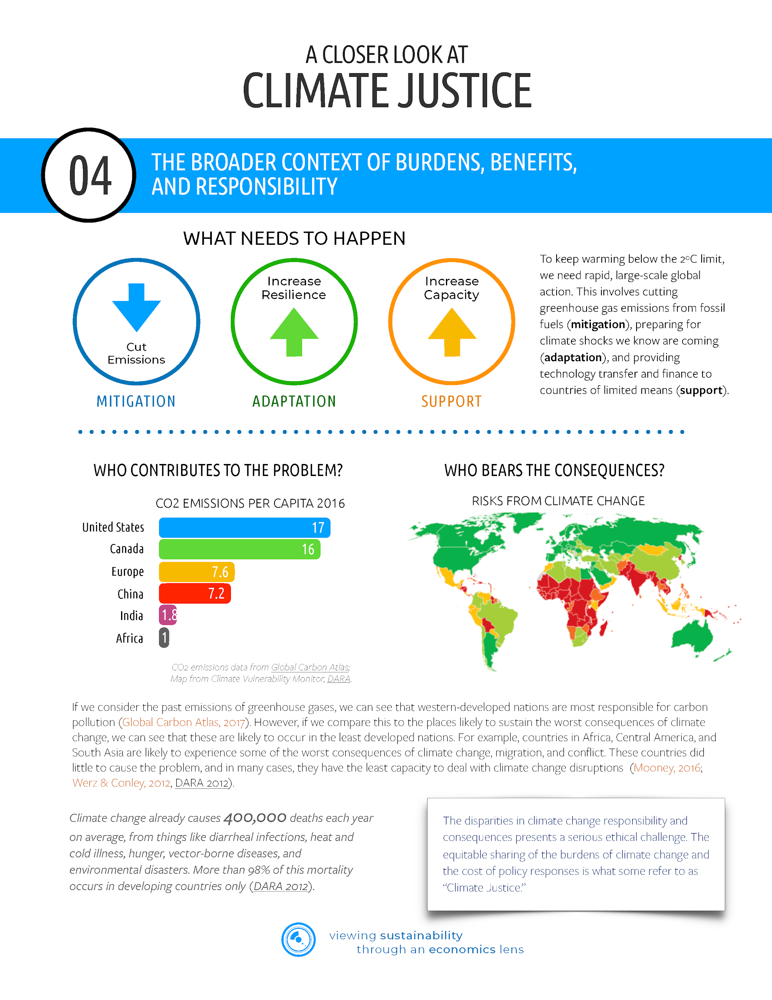 A CLOSER LOOK AT
CLIMATE JUSTICE
04
THE BROADER CONTEXT OF BURDENS, BENEFITS,
AND RESPONSIBILITY
WHAT NEEDS TO HAPPEN
Cut
Emissions
MITIGATION
Increase
Resilience
ADAPTATION
Increase
Capacity
SUPPORT
To keep warming below the 2ºC limit,
we need rapid, large-scale global
action. This involves cutting
greenhouse gas emissions from fossil
fuels (mitigation), preparing for
climate shocks we know are coming
(adaptation), and providing
technology transfer and finance to
countries of limited means (support).
WHO CONTRIBUTES TO THE PROBLEM?
CO2 EMISSIONS PER CAPITA 2016
United States 17
Canada 16
Europe 7.6
China 7.2
India 1.8
Africa 1
CO2 emissions data from Global Carbon Atlas;
Map from Climate Vulnerability Monitor, DARA.
WHO BEARS THE CONSEQUENCES?
RISKS FROM CLIMATE CHANGE
If we consider the past emissions of greenhouse gases, we can see that western-developed nations are most responsible for carbon
pollution (Global Carbon Atlas, 2017). However, if we compare this to the places likely to sustain the worst consequences of climate
change, we can see that these are likely to occur in the least developed nations. For example, countries in Africa, Central America, and
South Asia are likely to experience some of the worst consequences of climate change, migration, and conflict. These countries did
little to cause the problem, and in many cases, they have the least capacity to deal with climate change disruptions (Mooney, 2016;
Werz & Conley, 2012, DARA 2012).
Climate change already causes 400,000 deaths each year
on average, from things like diarrheal infections, heat and
cold illness, hunger, vector-borne diseases, and
environmental disasters. More than 98% of this mortality
occurs in developing countries only (DARA 2012).
The disparities in climate change responsibility and
consequences presents a serious ethical challenge. The
equitable sharing of the burdens of climate change and
the cost of policy responses is what some refer to as
“Climate Justice.”
viewing sustainability
through an economics lens